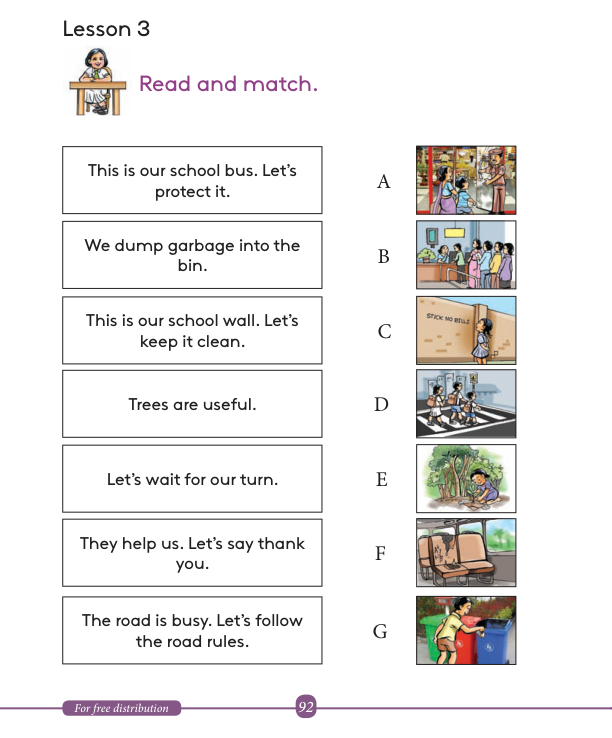 Lesson 3
Read and match.
This is our school bus. Let's
protect it.
A
We dump garbage into the
bin.
B
This is our school wall. Let's
keep it clean.
C
STICK NO BILLS
Trees are useful.
D
Let's wait for our turn.
E
They help us. Let's say thank
you.
F
The road is busy. Let's follow
the road rules.
G
For free distribution
92